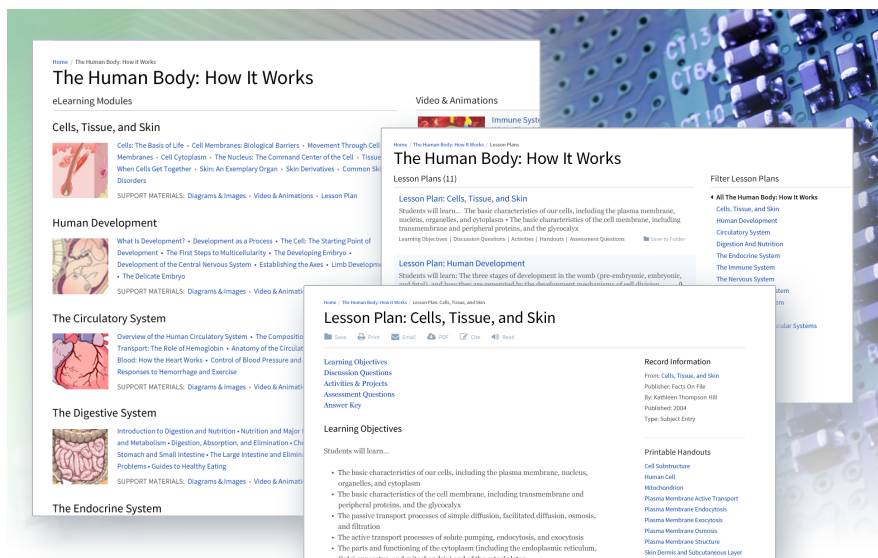 Home / The Human Body: How It Works
The Human Body: How It Works
eLearning Modules
Cells, Tissue, and Skin
Cells: The Basis of Life • Cell Membranes: Biological Barriers • Movement Through Cell
Membranes • Cell Cytoplasm • The Nucleus: The Command Center of the Cell • Tissue
When Cells Get Together • Skin: An Exemplary Organ • Skin Derivatives • Common
Disorders
SUPPORT MATERIALS: Diagrams & Images • Video & Animations • Lesson Plan
Human Development
What Is Development? • Development as a Process • The Cell: The Starting Point of
Development • The First Steps to Multicellularity • The Developing Embryo •
Development of the Central Nervous System • Establishing the Axes • Limb
• The Delicate Embryo
SUPPORT MATERIALS: Diagrams & Images • Video &
The Circulatory System
Overview of the Human Circulatory System • The
Transport: The Role of Hemoglobin • Anatomy of the
Blood: How the Heart Works • Control of Blood Pressure and
Responses to Hemorrhage and Exercise
SUPPORT MATERIALS: Diagrams & Images • Video &
The Digestive System
Introduction to Digestion and Nutrition • Nutrition and Major
and Metabolism • Digestion, Absorption, and Elimination •
Stomach and Small Intestine • The Large Intestine and
Problems • Guides to Healthy Eating
SUPPORT MATERIALS: Diagrams & Images • Video &
The Endocrine System
Video & Animations
Immune
Home / The Human Body: How It Works / Lesson Plans
The Human Body: How It Works
Lesson Plans (11)
Lesson Plan: Cells, Tissue, and Skin
Students will learn... The basic characteristics of our cells, including the plasma membrane,
nucleus, organelles, and cytoplasm • The basic characteristics of the cell membrane, including
transmembrane and peripheral proteins, and the glycocalyx
Learning Objectives | Discussion Questions | Activities | Handouts | Assessment Questions
Save to Folder
Lesson Plan: Human Development
Students will learn: The three stages of development in the womb (pre-embryonic, embryonic,
Filter Lesson Plans
All The Human Body: How It Works
Cells, Tissue, and Skin
Human Development
Circulatory System
Digestion And Nutrition
The Endocrine System
The Immune System
The Nervous System
Systems
Home / The Human Body: How It Works / Lesson Plan: Cells, Tissue, and Skin
Lesson Plan: Cells, Tissue, and Skin
Save Print Email PDF Cite Read
Learning Objectives
Discussion Questions
Activities & Projects
Assessment Questions
Answer Key
Learning Objectives
Students will learn...
• The basic characteristics of our cells, including the plasma membrane, nucleus,
organelles, and cytoplasm
• The basic characteristics of the cell membrane, including transmembrane and
peripheral proteins, and the glycocalyx
• The passive transport processes of simple diffusion, facilitated diffusion, osmosis,
and filtration
• The active transport processes of solute pumping, endocytosis, and exocytosis
• The parts and functioning of the cytoplasm (including the endoplasmic reticulum,
Record Information
From: Cells, Tissue, and Skin
Publisher: Facts On File
By: Kathleen Thompson Hill
Published: 2004
Type: Subject Entry
Printable Handouts
Cell Substructure
Human Cell
Mitochondrion
Plasma Membrane Active Transport
Plasma Membrane Endocytosis
Plasma Membrane Exocytosis
Plasma Membrane Osmosis
Plasma Membrane Structure
Skin Dermis and Subcutaneous Layer
CT13
CT64